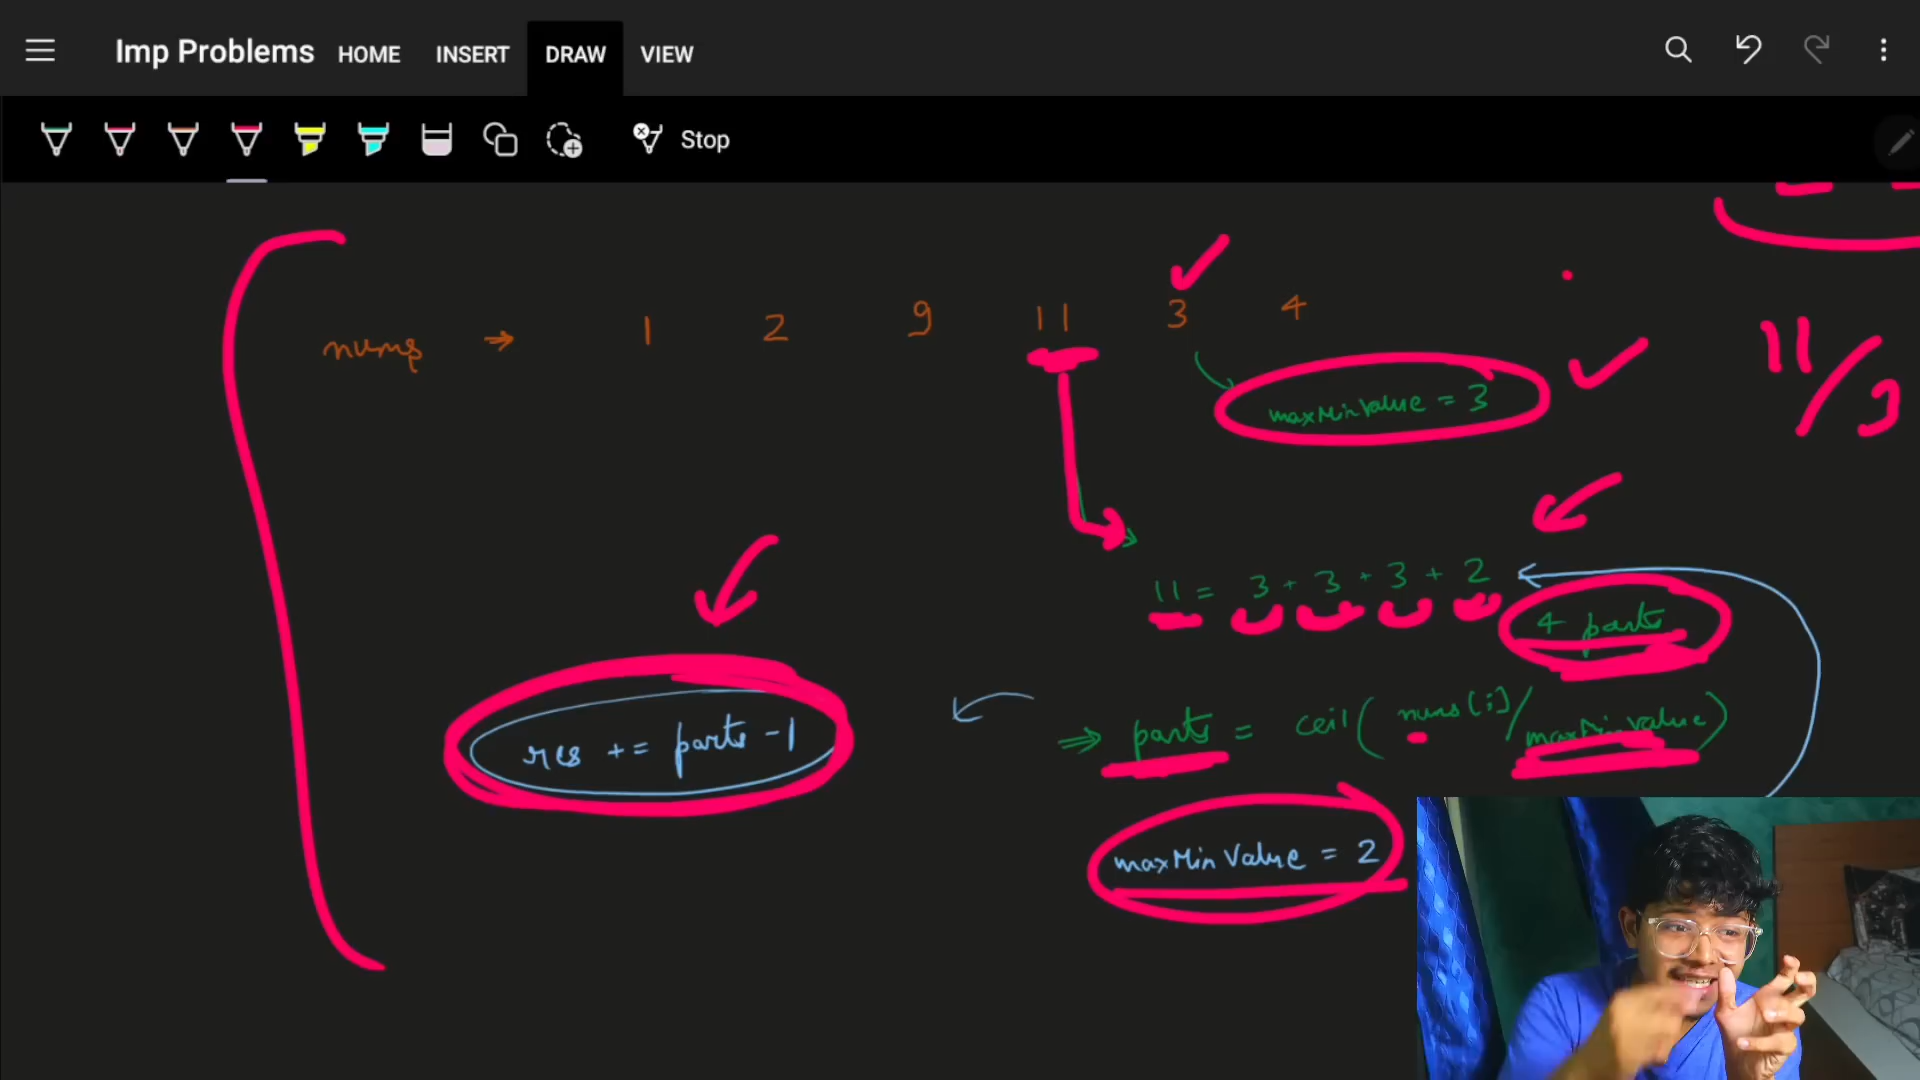 Imp Problems HOME INSERT DRAW VIEW
Stop
nums → 1 2 9 11 3 4
maxMinValue = 3
11/3
11 = 3 + 3 + 3 + 2
4 parts
⇒ parts = ceil( nums[i]/maxMinValue)
res += parts - 1
maxMinValue = 2